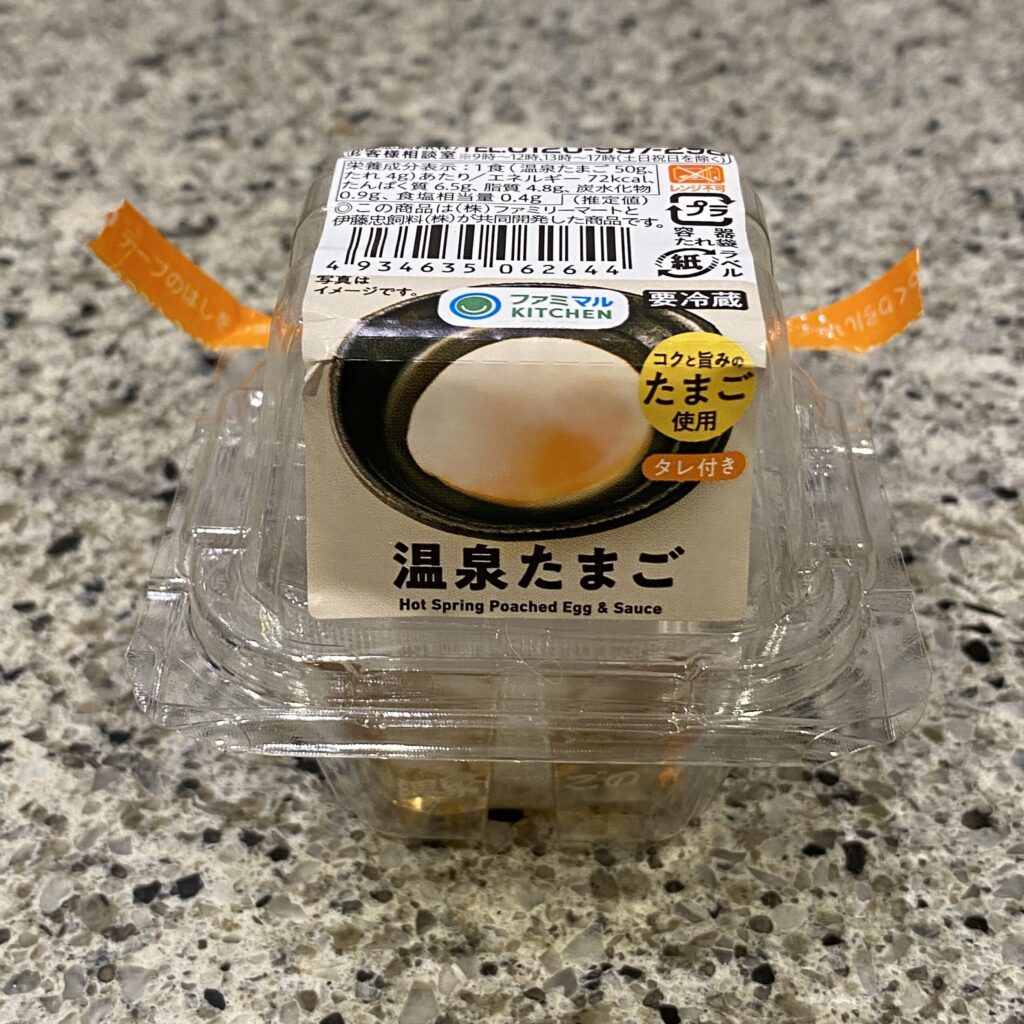 お客様相談室 TEL.0120-997-292
※9時～12時、13時～17時(土日祝日を除く)
栄養成分表示:1食(温泉たまご 50g、
たれ 4g)あたり／エネルギー 72kcal、
たんぱく質 6.5g、脂質 4.8g、炭水化物
0.9g、食塩相当量 0.4g (推定値)
◎この商品は(株)ファミリーマートと
伊藤忠飼料(株)が共同開発した商品です。
レンジ不可
プラ
容器
たれ袋
紙
ラベル
4 934635 062644
写真は
イメージです。
ファミマル
KITCHEN
要冷蔵
コクと旨みの
たまご
使用
タレ付き
温泉たまご
Hot Spring Poached Egg & Sauce
テープのはしを